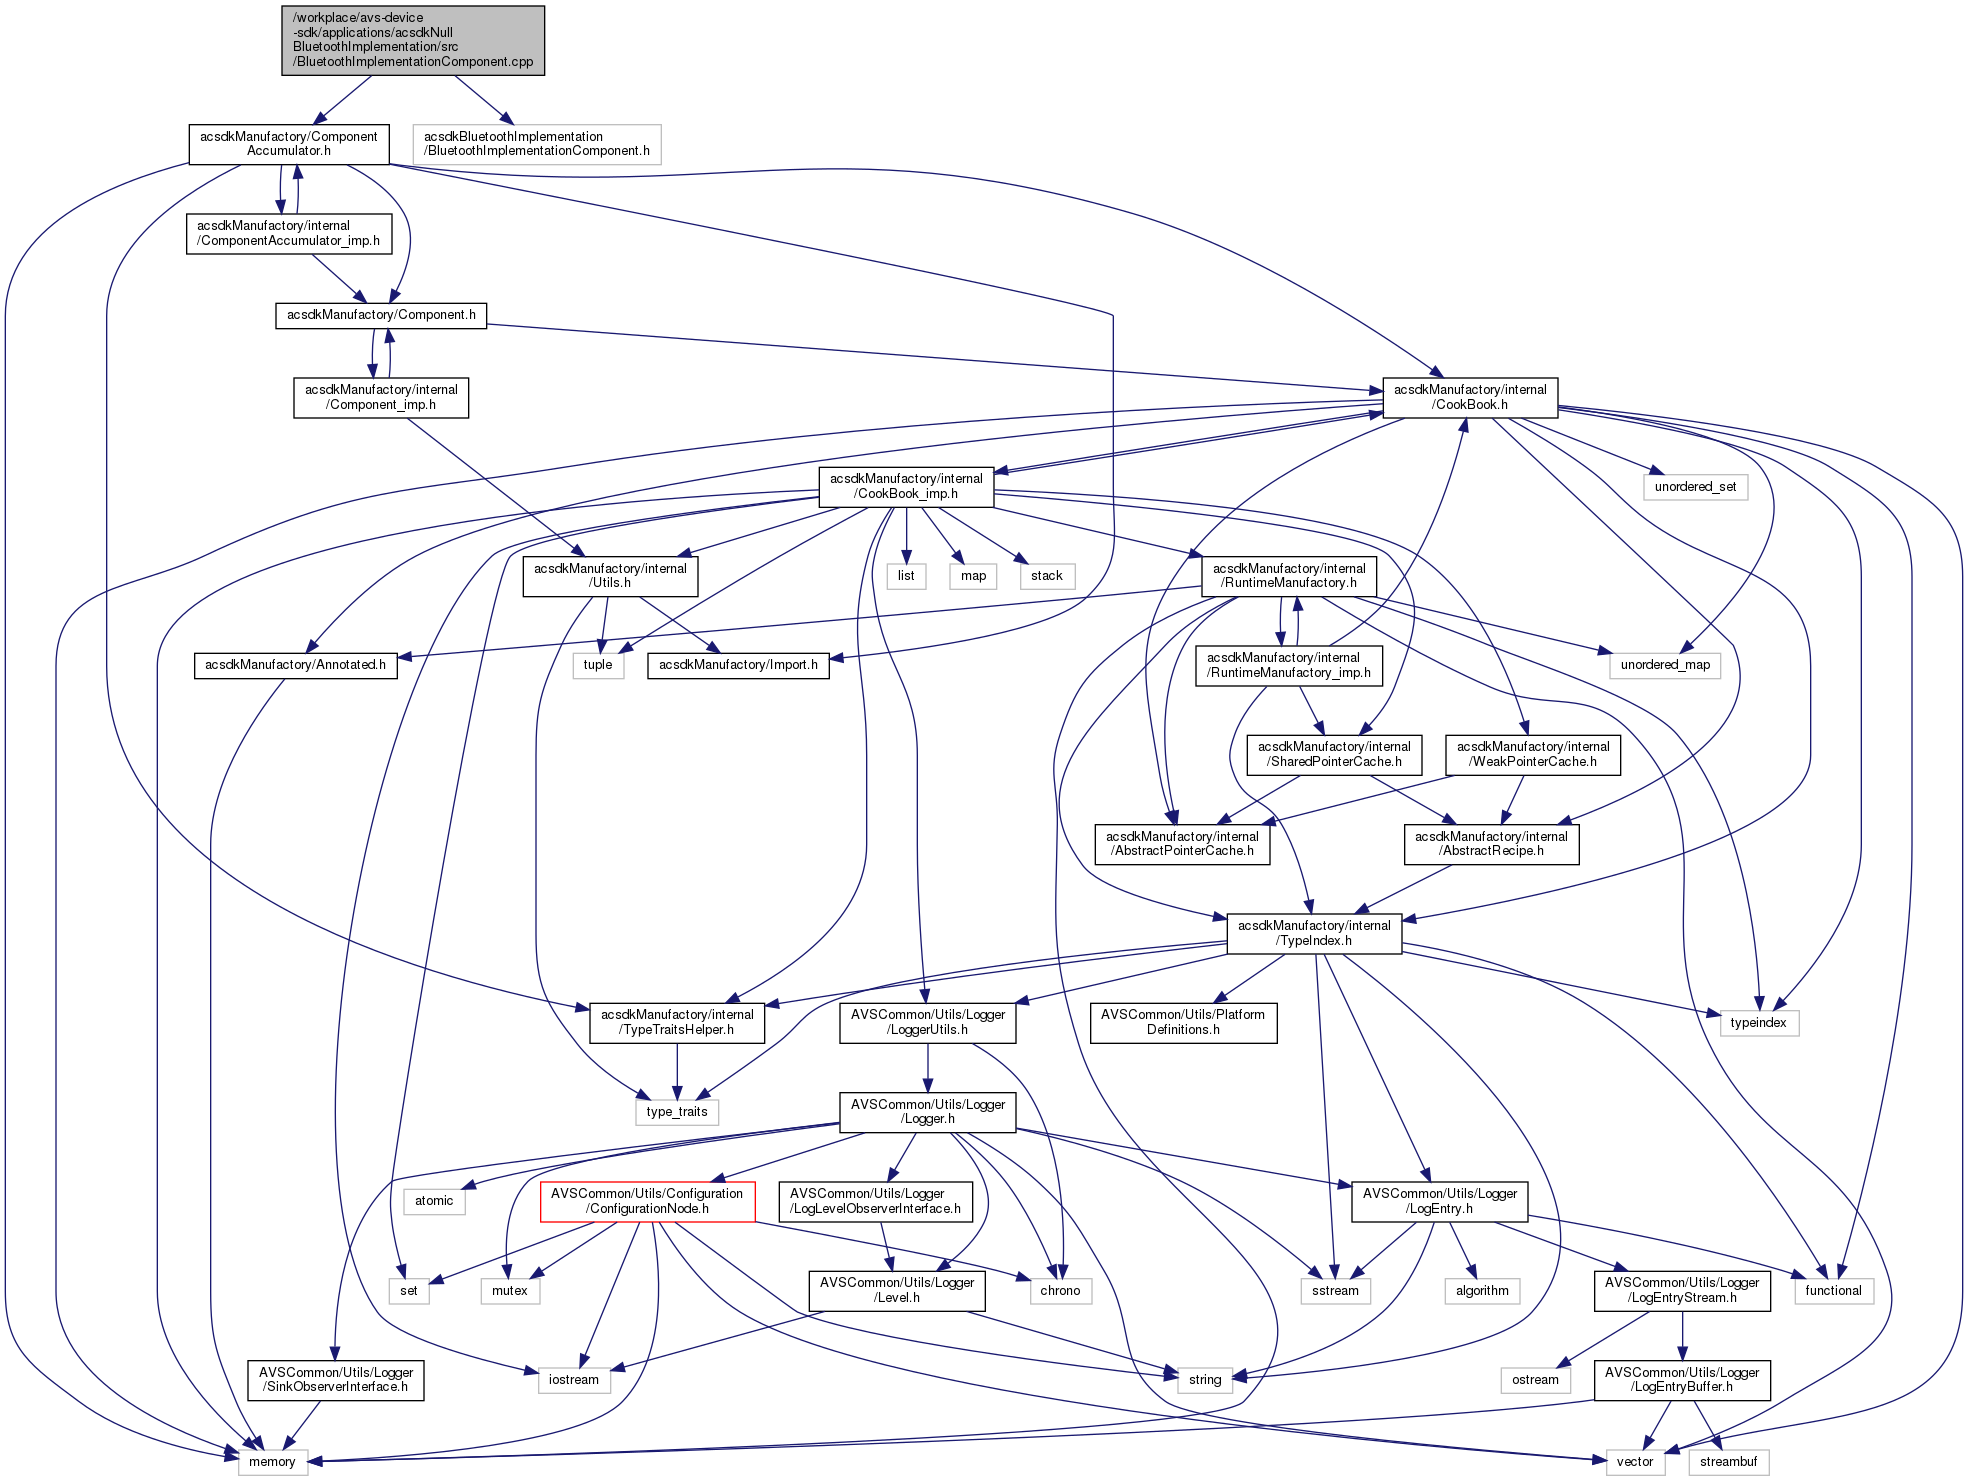 /workplace/avs-device
-sdk/applications/acsdkNull
BluetoothImplementation/src
/BluetoothImplementationComponent.cpp
acsdkManufactory/Component
Accumulator.h
acsdkBluetoothImplementation
/BluetoothImplementationComponent.h
acsdkManufactory/internal
/ComponentAccumulator_imp.h
acsdkManufactory/Component.h
acsdkManufactory/internal
/Component_imp.h
acsdkManufactory/internal
/CookBook.h
acsdkManufactory/internal
/CookBook_imp.h
unordered_set
acsdkManufactory/internal
/Utils.h
list
map
stack
acsdkManufactory/internal
/RuntimeManufactory.h
acsdkManufactory/Annotated.h
tuple
acsdkManufactory/Import.h
acsdkManufactory/internal
/RuntimeManufactory_imp.h
unordered_map
acsdkManufactory/internal
/SharedPointerCache.h
acsdkManufactory/internal
/WeakPointerCache.h
acsdkManufactory/internal
/AbstractPointerCache.h
acsdkManufactory/internal
/AbstractRecipe.h
acsdkManufactory/internal
/TypeIndex.h
acsdkManufactory/internal
/TypeTraitsHelper.h
AVSCommon/Utils/Logger
/LoggerUtils.h
AVSCommon/Utils/Platform
Definitions.h
typeindex
type_traits
AVSCommon/Utils/Logger
/Logger.h
atomic
AVSCommon/Utils/Configuration
/ConfigurationNode.h
AVSCommon/Utils/Logger
/LogLevelObserverInterface.h
AVSCommon/Utils/Logger
/LogEntry.h
set
mutex
AVSCommon/Utils/Logger
/Level.h
chrono
sstream
algorithm
AVSCommon/Utils/Logger
/LogEntryStream.h
functional
AVSCommon/Utils/Logger
/SinkObserverInterface.h
iostream
string
ostream
AVSCommon/Utils/Logger
/LogEntryBuffer.h
memory
vector
streambuf